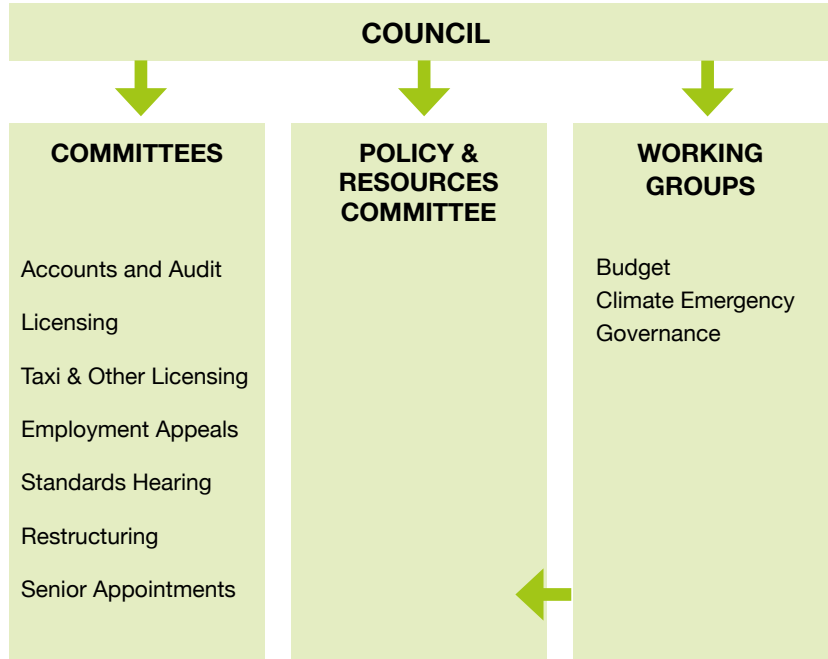 COUNCIL
COMMITTEES
Accounts and Audit
Licensing
Taxi & Other Licensing
Employment Appeals
Standards Hearing
Restructuring
Senior Appointments
POLICY &
RESOURCES
COMMITTEE
WORKING
GROUPS
Budget
Climate Emergency
Governance